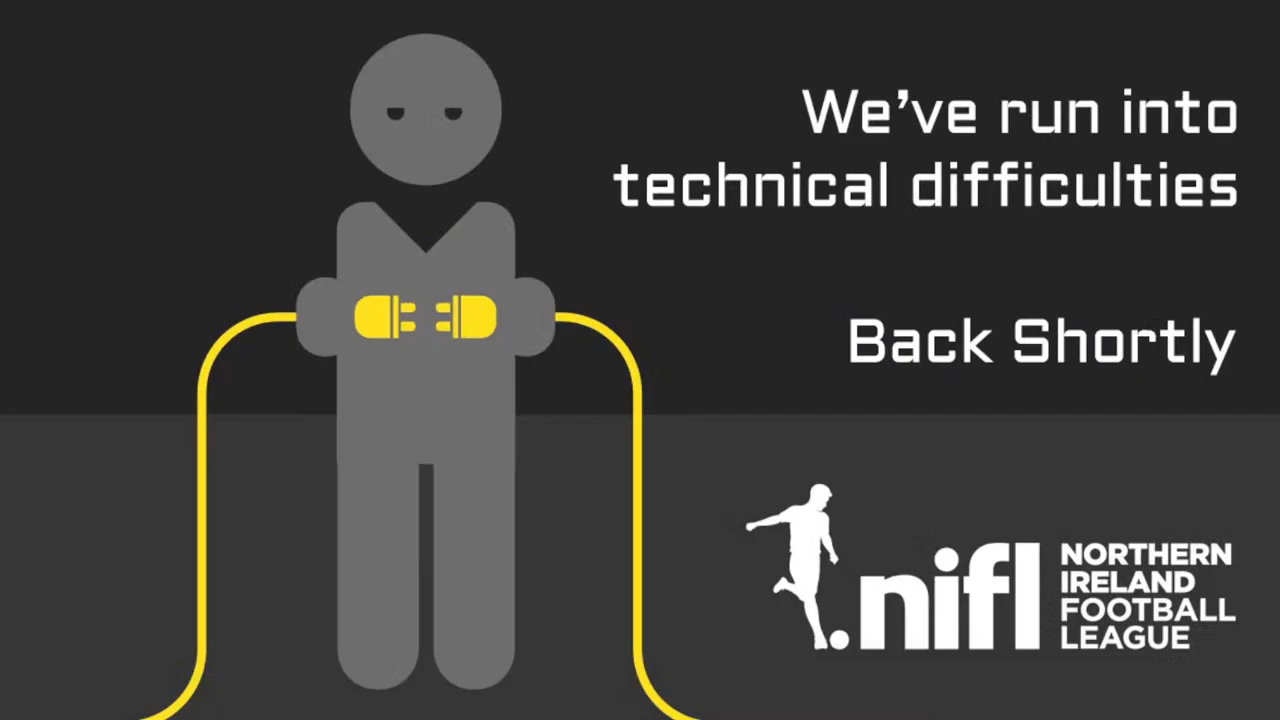 We've run into
technical difficulties
Back Shortly
.nifl
NORTHERN
IRELAND
FOOTBALL
LEAGUE